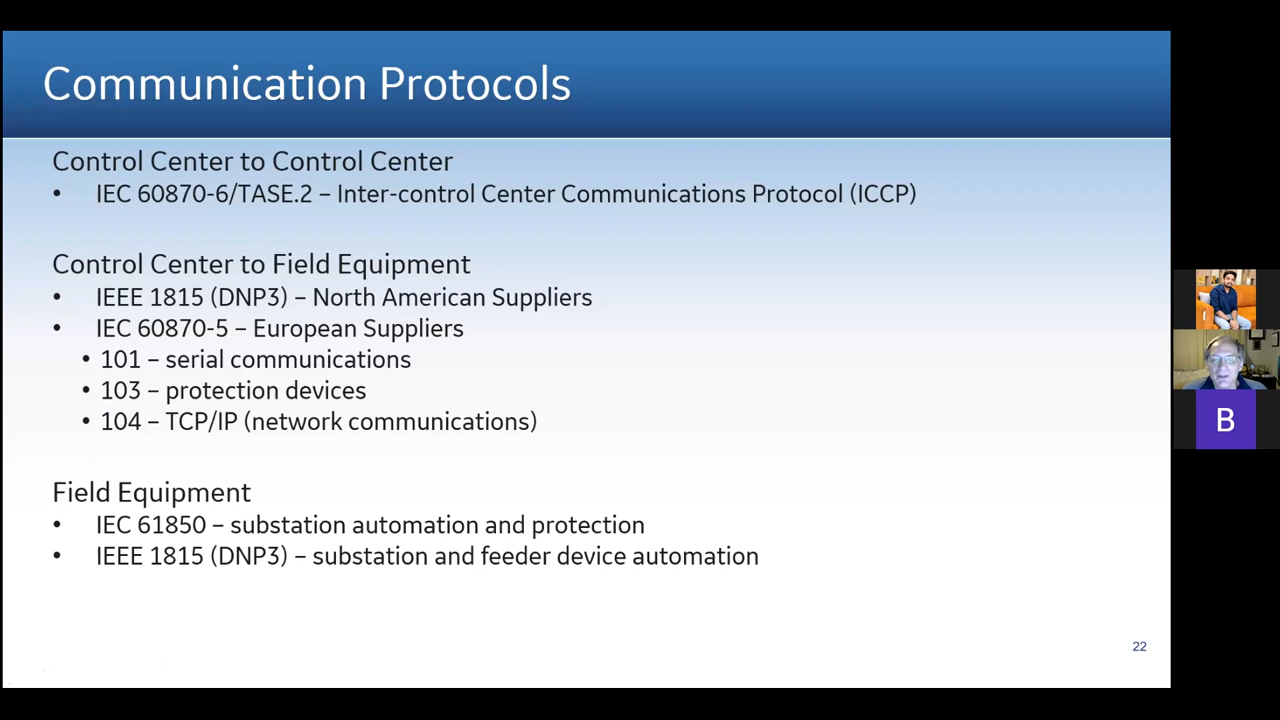 Communication Protocols
Control Center to Control Center
• IEC 60870-6/TASE.2 – Inter-control Center Communications Protocol (ICCP)
Control Center to Field Equipment
• IEEE 1815 (DNP3) – North American Suppliers
• IEC 60870-5 – European Suppliers
• 101 – serial communications
• 103 – protection devices
• 104 – TCP/IP (network communications)
Field Equipment
• IEC 61850 – substation automation and protection
• IEEE 1815 (DNP3) – substation and feeder device automation
22
B